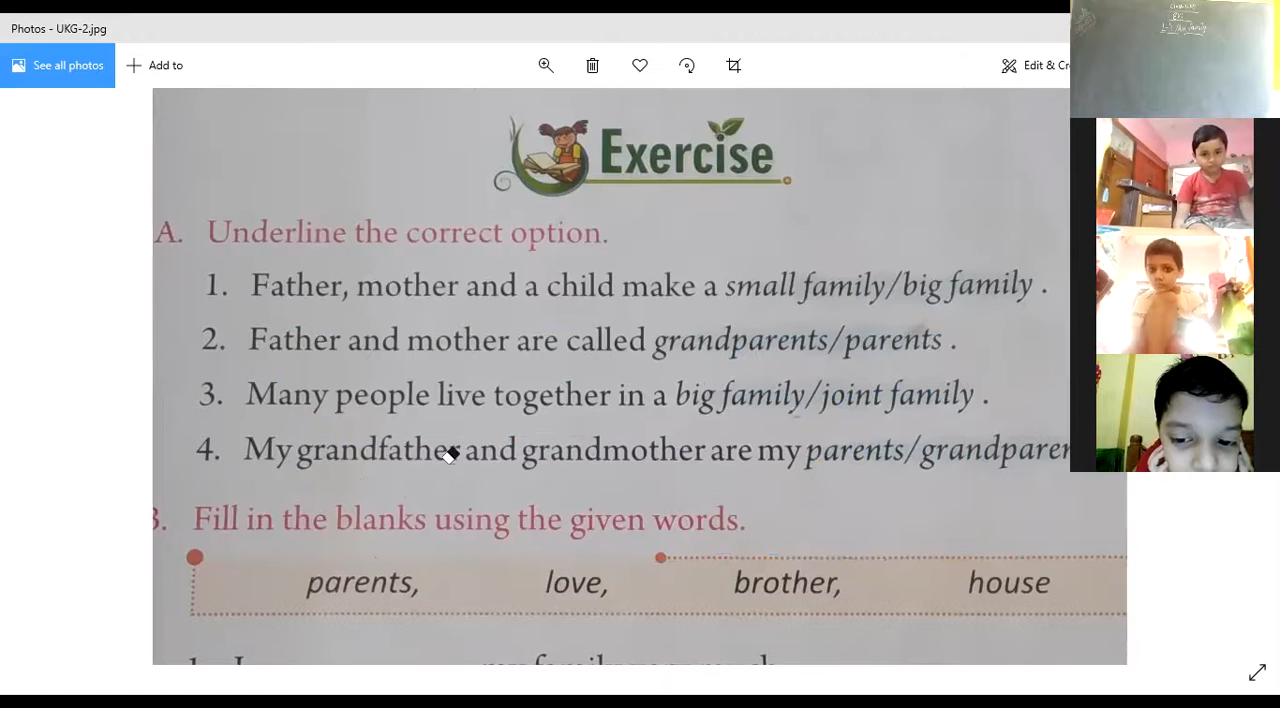 Photos - UKG-2.jpg
See all photos
Add to
Edit &
Exercise
A. Underline the correct option.
1. Father, mother and a child make a small family/big family .
2. Father and mother are called grandparents/parents .
3. Many people live together in a big family/joint family .
4. My grandfather and grandmother are my parents/
B. Fill in the blanks using the given words.
parents, love, brother, house